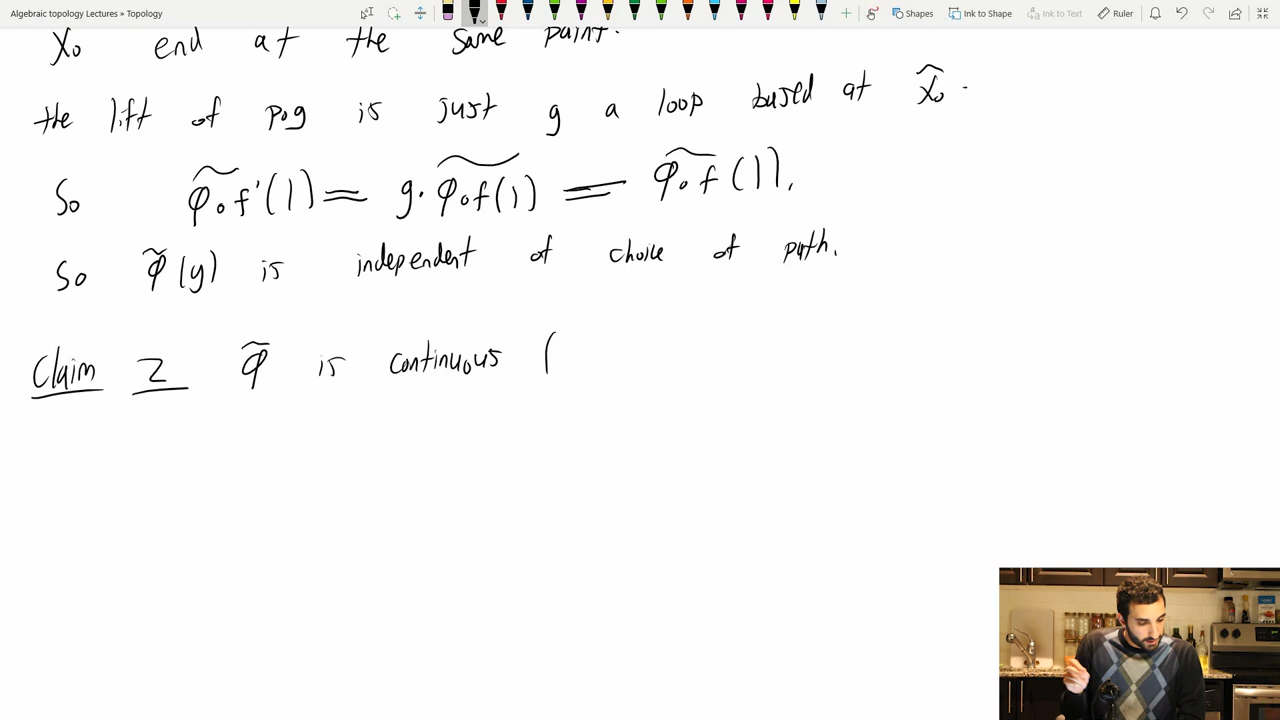 Algebraic topology Lectures » Topology
Shapes Ink to Shape Ink to Text Ruler
x₀ end at the same point.
the lift of p∘g is just g a loop based at x̃₀.
So φ̃∘f'(1) = g · φ̃∘f(1) = φ̃∘f(1).
So φ̃(y) is independent of choice of path.
Claim 2 φ̃ is continuous (